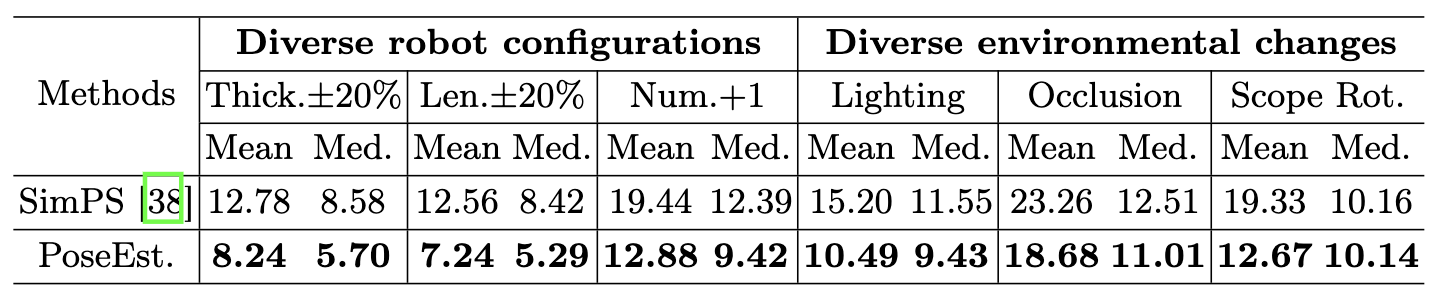 Diverse robot configurations Diverse environmental changes
Methods Thick.±20% Len.±20% Num.+1 Lighting Occlusion Scope Rot.
Mean Med. Mean Med. Mean Med. Mean Med. Mean Med. Mean Med.
SimPS [38] 12.78 8.58 12.56 8.42 19.44 12.39 15.20 11.55 23.26 12.51 19.33 10.16
PoseEst. 8.24 5.70 7.24 5.29 12.88 9.42 10.49 9.43 18.68 11.01 12.67 10.14